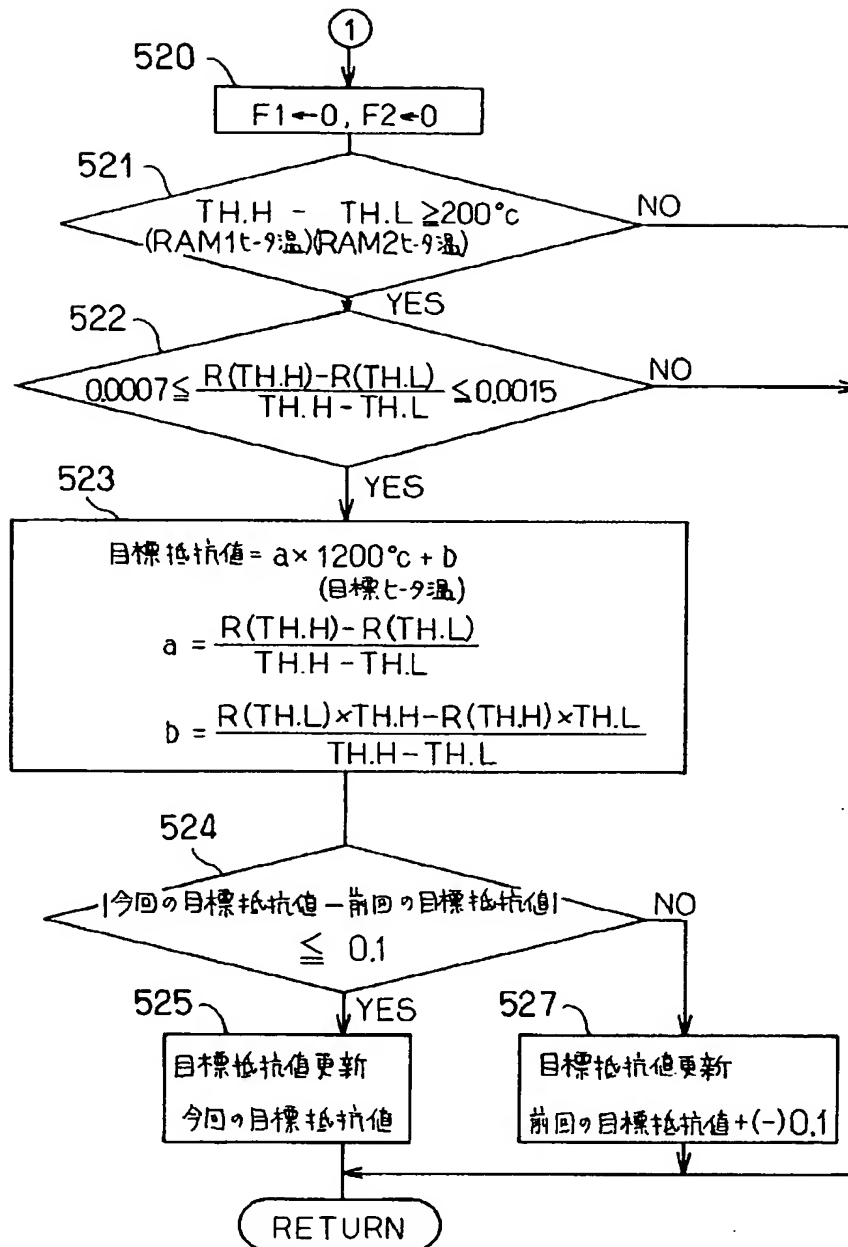 ①
520
F1←0, F2←0
521
TH.H - TH.L ≧200°c
(RAM1ヒータ温)(RAM2ヒータ温)
NO
YES
522
0.0007≦ R(TH.H)-R(TH.L) ≦0.0015
TH.H-TH.L
NO
YES
523
目標抵抗値= a× 1200°c + b
(目標ヒータ温)
a = R(TH.H)-R(TH.L)
TH.H-TH.L
b = R(TH.L)×TH.H-R(TH.H)×TH.L
TH.H-TH.L
524
|今回の目標抵抗値-前回の目標抵抗値|
≦ 0.1
NO
YES
525
目標抵抗値更新
今回の目標抵抗値
527
目標抵抗値更新
前回の目標抵抗値+(-)0.1
RETURN